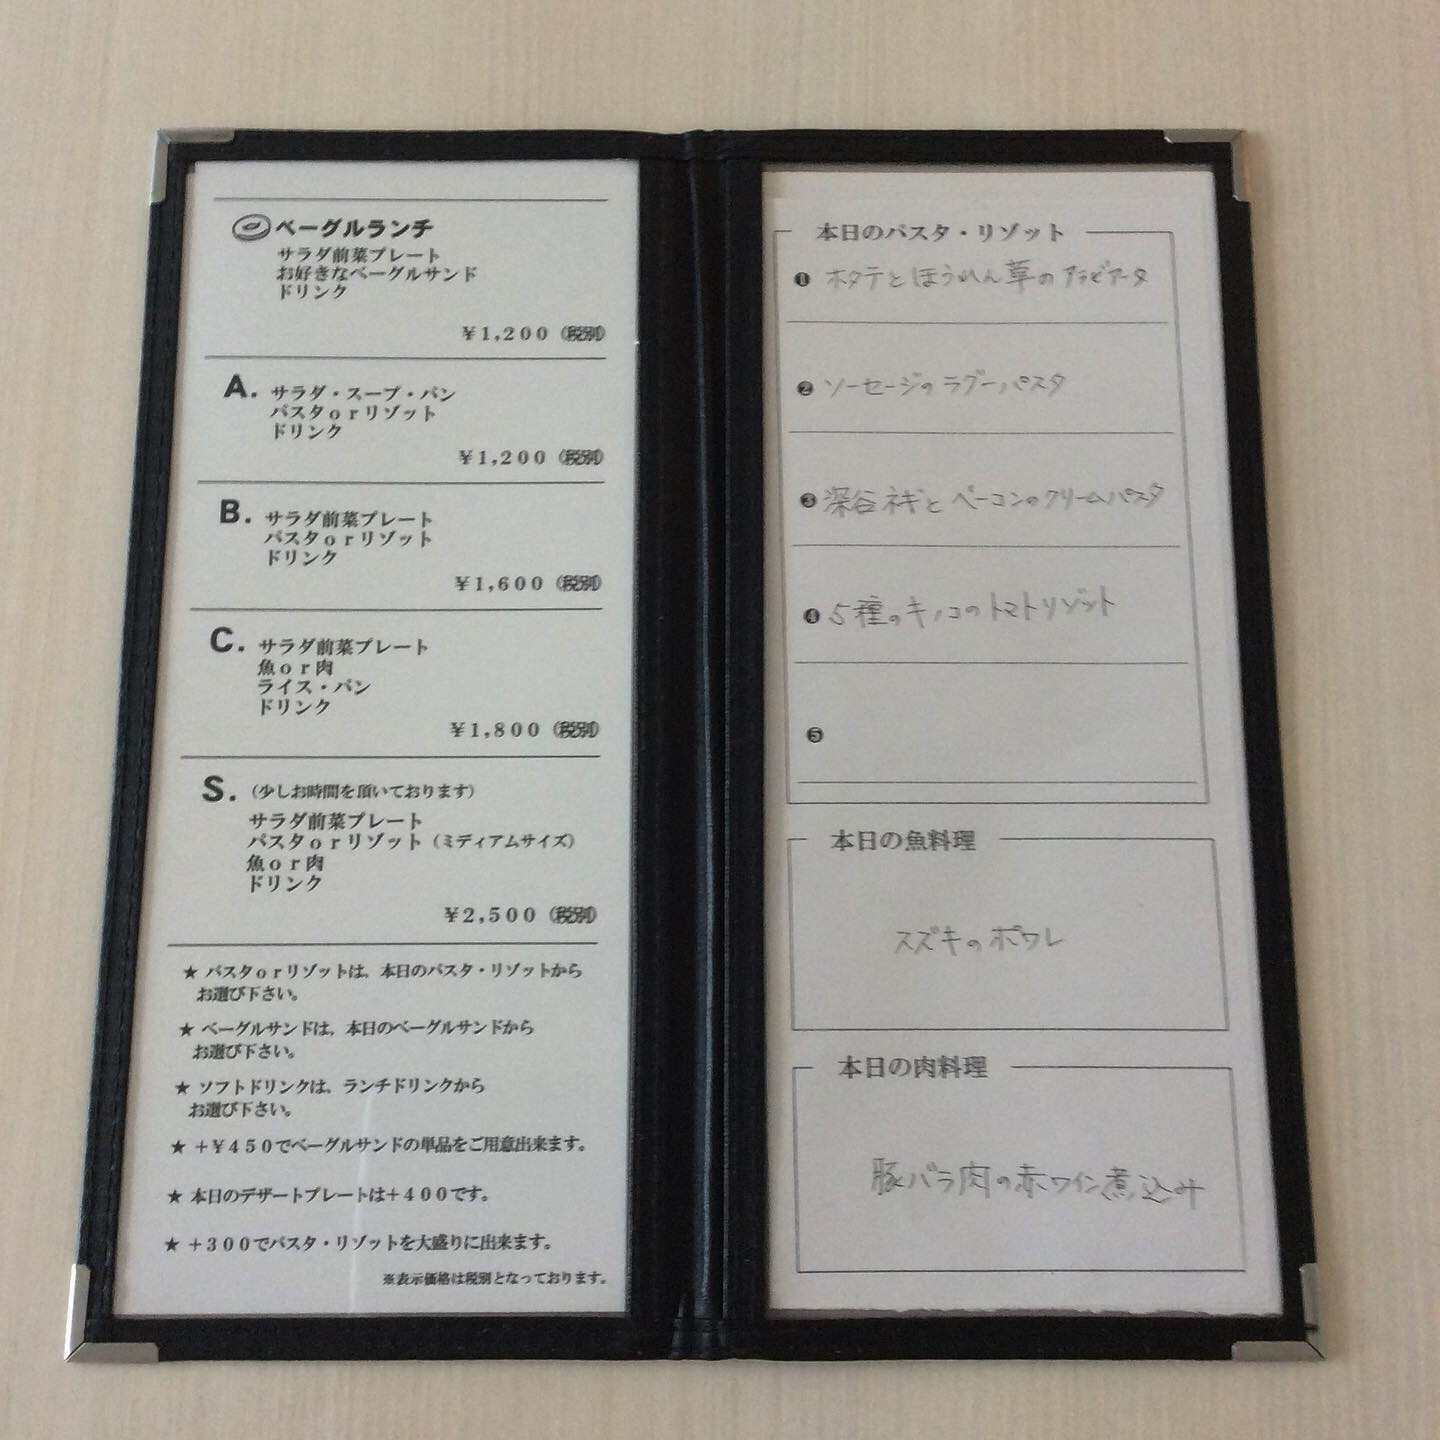 ベーグルランチ
サラダ前菜プレート
お好きなベーグルサンド
ドリンク
￥1,200（税別）
A. サラダ・スープ・パン
パスタorリゾット
ドリンク
￥1,200（税別）
B. サラダ前菜プレート
パスタorリゾット
ドリンク
￥1,600（税別）
C. サラダ前菜プレート
魚or肉
ライス・パン
ドリンク
￥1,800（税別）
S.（少しお時間を頂いております）
サラダ前菜プレート
パスタorリゾット（ミディアムサイズ）
魚or肉
ドリンク
￥2,500（税別）
★ パスタorリゾットは、本日のパスタ・リゾットから
お選び下さい。
★ ベーグルサンドは、本日のベーグルサンドから
お選び下さい。
★ ソフトドリンクは、ランチドリンクから
お選び下さい。
★ +￥450でベーグルサンドの単品をご用意出来ます。
★ 本日のデザートプレートは+400です。
★ +300でパスタ・リゾットを大盛りに出来ます。
※表示価格は税別となっております。
本日のパスタ・リゾット
❶ ホタテとほうれん草のアラビアータ
❷ ソーセージのラグーパスタ
❸ 深谷ネギとベーコンのクリームパスタ
❹ 5種のキノコのトマトリゾット
❺
本日の魚料理
スズキのポワレ
本日の肉料理
豚バラ肉の赤ワイン煮込み